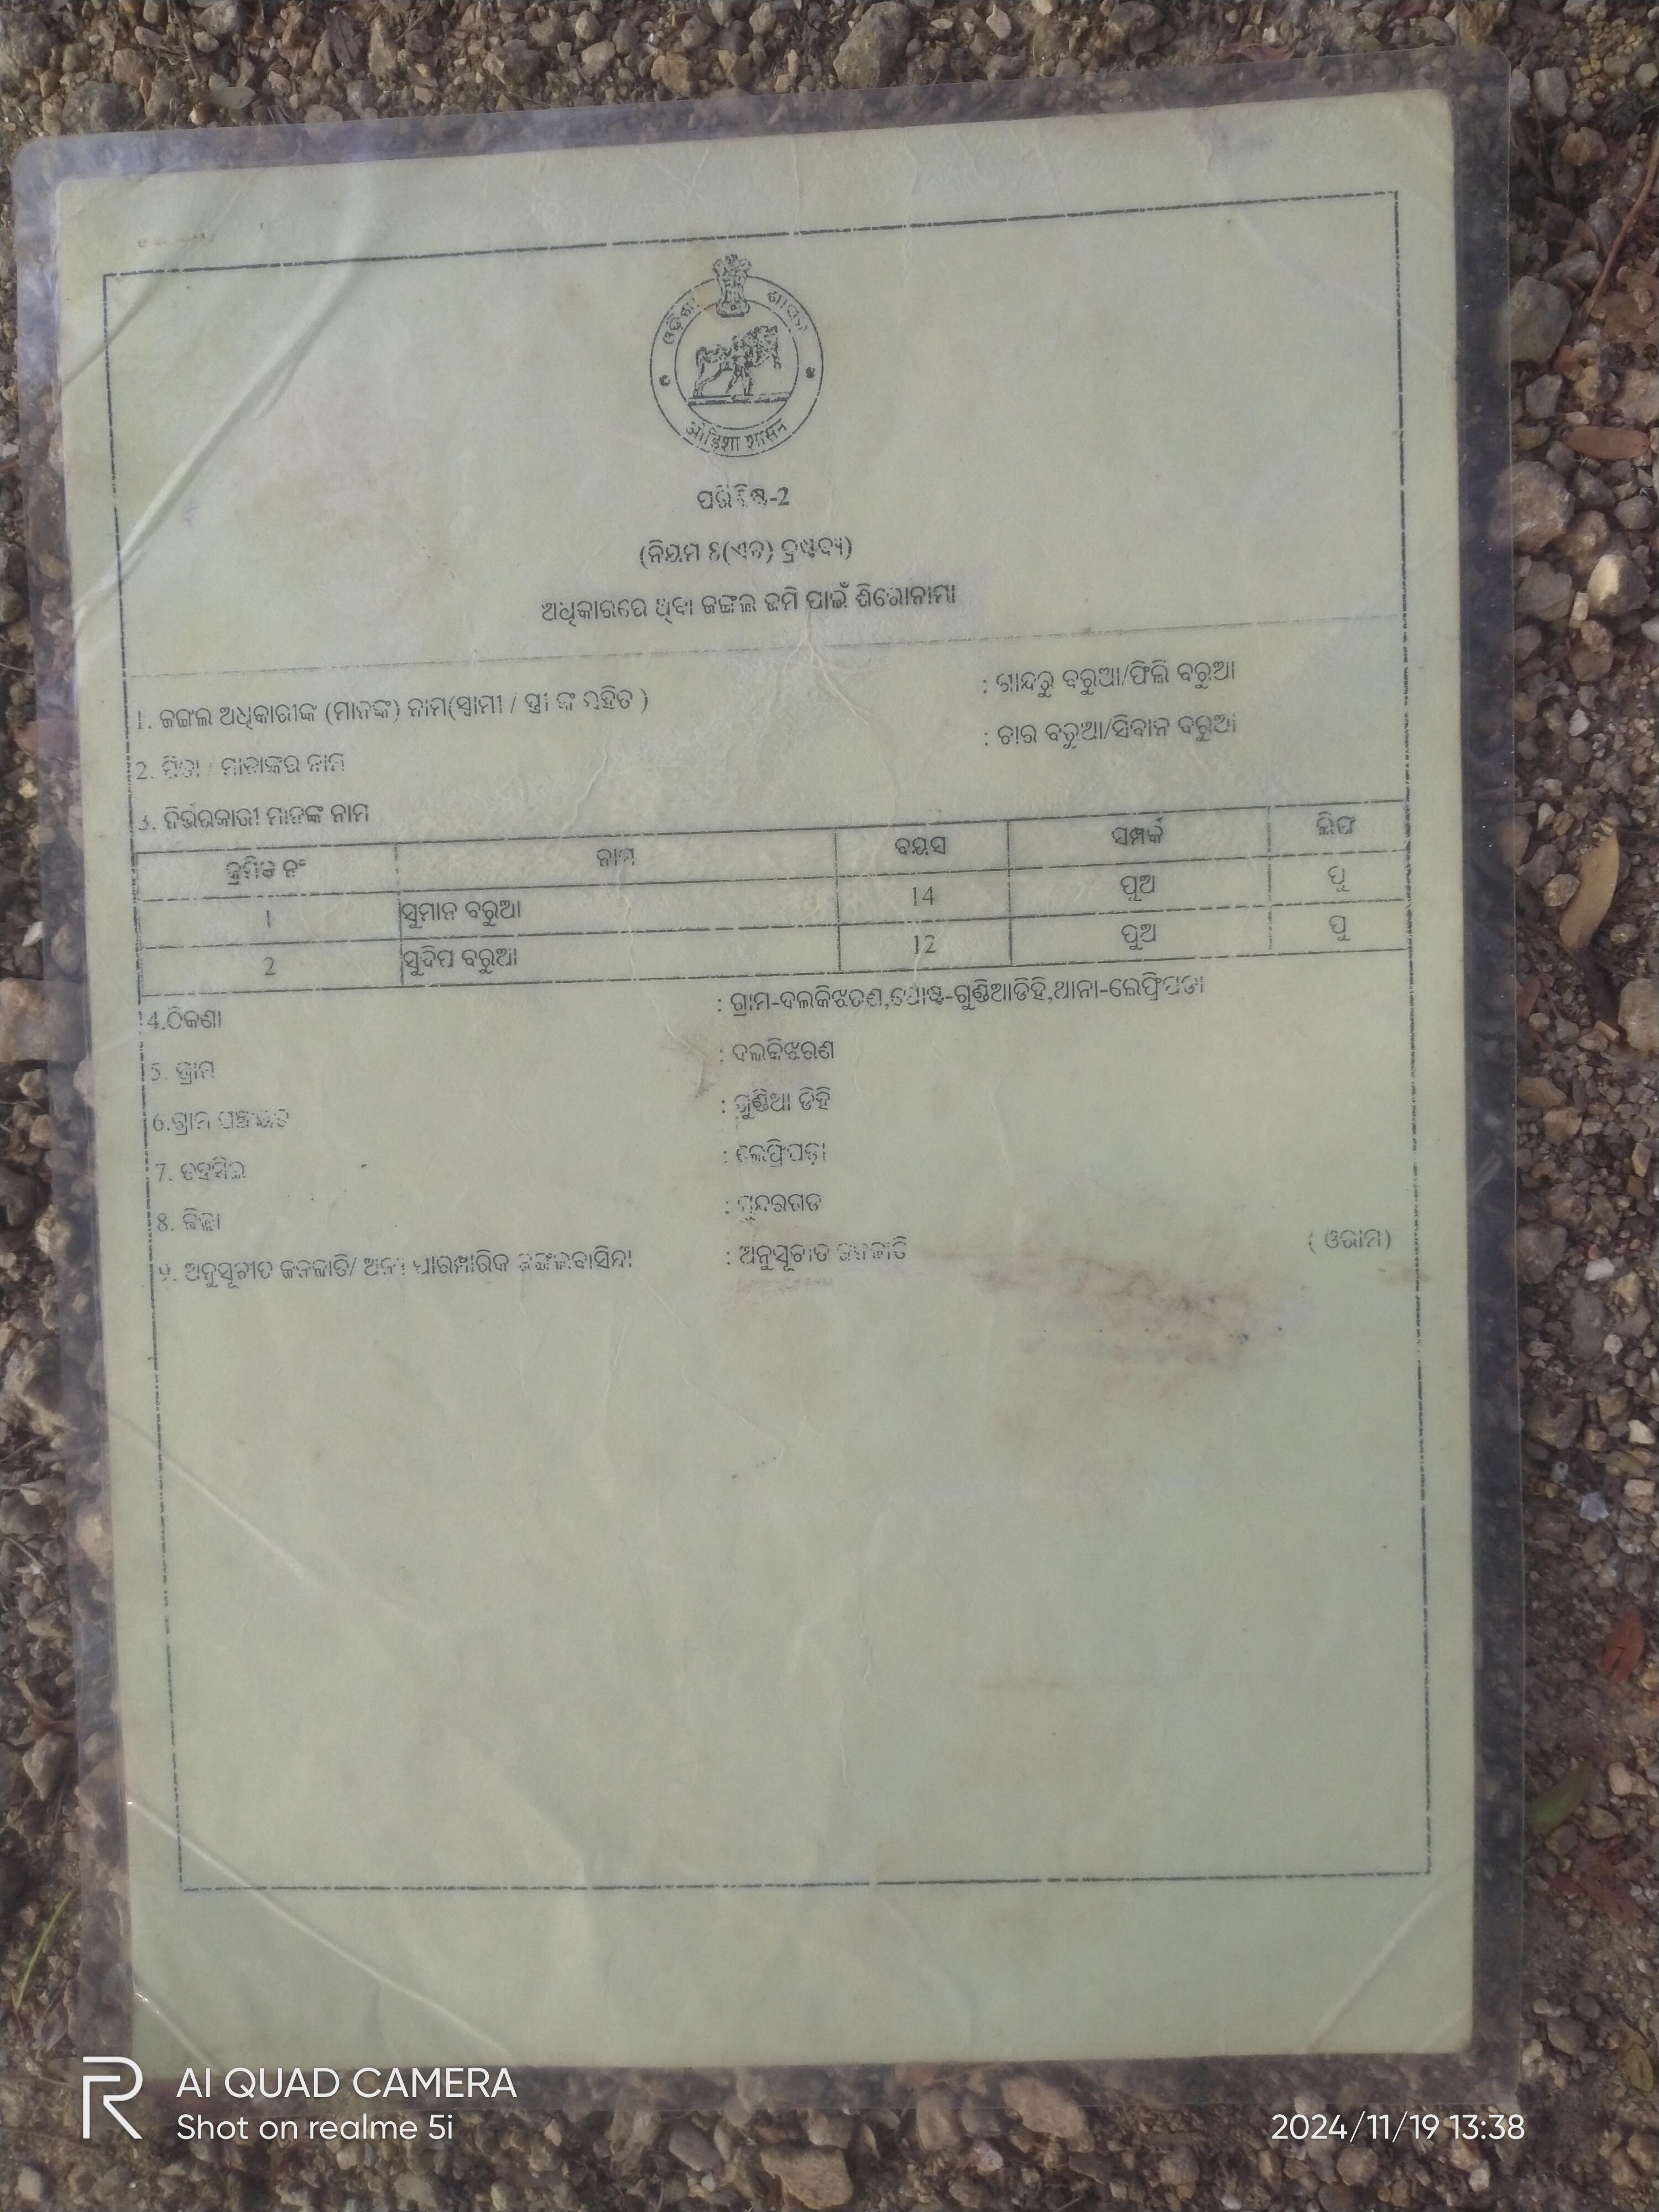 ଓଡ଼ିଶା ଶାସନ
ओड़िशा शासन
ପରିଶିଷ୍ଟ-2
(ନିୟମ 8(ଏଚ) ଦ୍ରଷ୍ଟବ୍ୟ)
ଅଧିକାରରେ ଥିବା ଜଙ୍ଗଲ ଜମି ପାଇଁ ଶିରୋନାମା
1. ଜଙ୍ଗଲ ଅଧିକାରୀଙ୍କ (ମାନଙ୍କ) ନାମ(ସ୍ୱାମୀ / ସ୍ତ୍ରୀ ଙ୍କ ସହିତ ) : ଗାନ୍ଦରୁ ବରୁଆ/ଫିଲି ବରୁଆ
2. ପିତା / ମାତାଙ୍କର ନାମ : ଚାର ବରୁଆ/ସିବାନ ବରୁଆ
3. ନିର୍ଭରକାରୀ ମାନଙ୍କ ନାମ
କ୍ରମିକ ନଂ ନାମ ବୟସ ସମ୍ପର୍କ ଲିଙ୍ଗ
1 ସୁମାନ ବରୁଆ 14 ପୁଅ ପୁ
2 ସୁଦିପ ବରୁଆ 12 ପୁଅ ପୁ
4.ଠିକଣା : ଗ୍ରାମ-ଦଲକିଝରଣ,ପୋଷ୍ଟ-ଗୁଣ୍ଡିଆଡିହି,ଥାନା-ଲେଫ୍ରିପଡା
5. ଗ୍ରାମ : ଦଲକିଝରଣ
6.ଗ୍ରାମ ପଞ୍ଚାୟତ : ଗୁଣ୍ଡିଆ ଡିହି
7. ତହସିଲ : ଲେଫ୍ରିପଡ଼ା
8. ଜିଲ୍ଲା : ସୁନ୍ଦରଗଡ
9. ଅନୁସୂଚୀତ ଜନଜାତି/ ଅନ୍ୟ ପାରମ୍ପାରିକ ଜଙ୍ଗଲବାସିନ୍ଦା : ଅନୁସୂଚୀତ ଜନଜାତି ( ଓରାମ)
AI QUAD CAMERA
Shot on realme 5i
2024/11/19 13:38